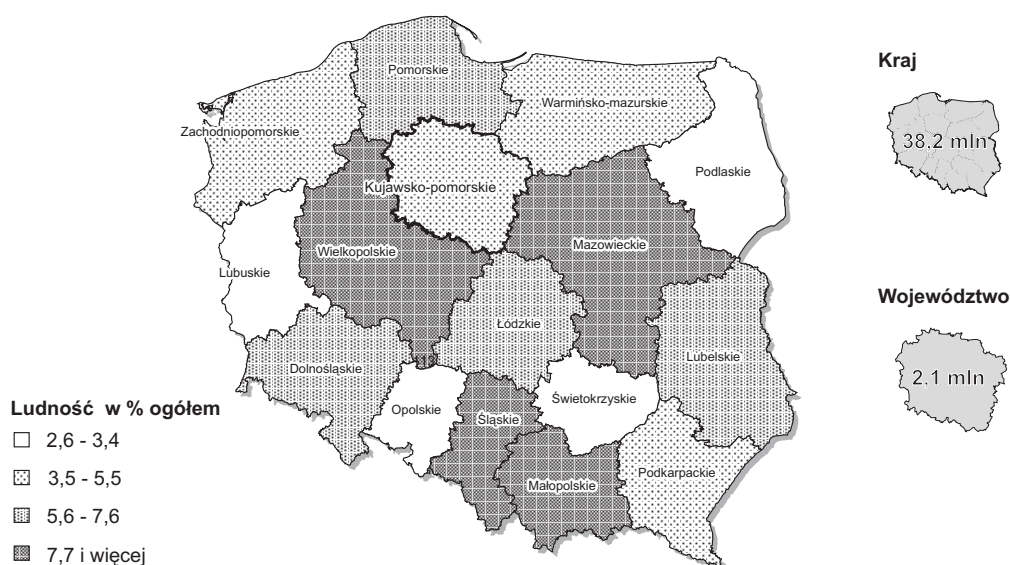 Pomorskie
Warmińsko-mazurskie
Zachodniopomorskie
Podlaskie
Kujawsko-pomorskie
Mazowieckie
Wielkopolskie
Lubuskie
Łódzkie
Lubelskie
113
Dolnośląskie
Świetokrzyskie
Opolskie
Śląskie
Podkarpackie
Małopolskie
Kraj
38,2 mln
Województwo
2,1 mln
Ludność w % ogółem
2,6 - 3,4
3,5 - 5,5
5,6 - 7,6
7,7 i więcej